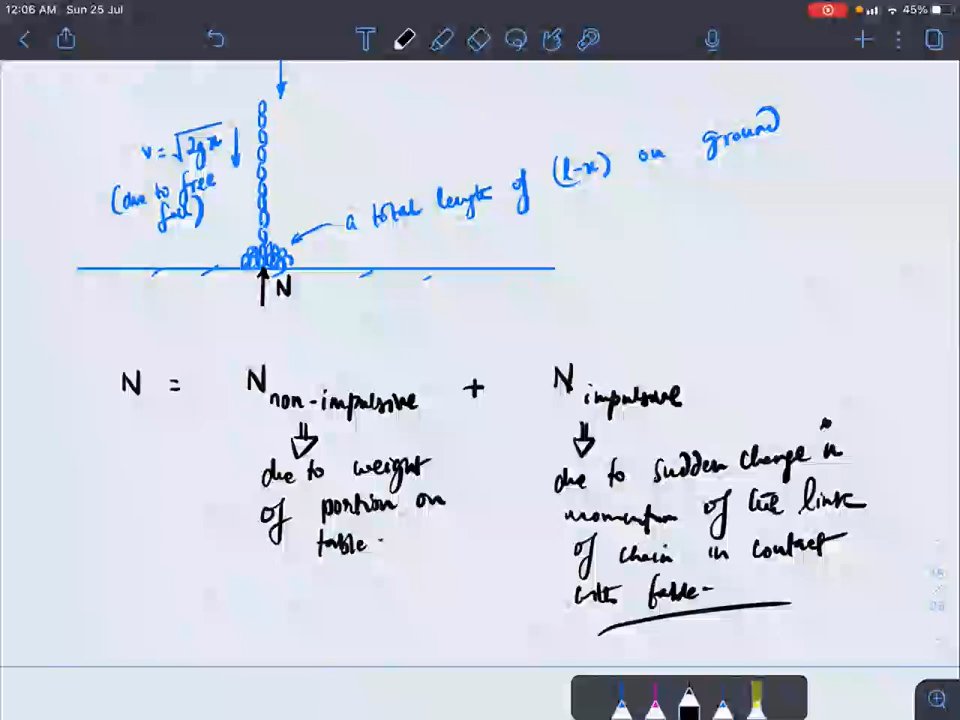 12:06 AM Sun 25 Jul
45%
T
v = √2gx
(due to free
fall)
a total length of (l-x) on ground
N
N = N non-impulsive + N impulsive
⇓ ⇓
due to weight
of portion on
table.
due to sudden change in
momentum of the link
of chain in contact
with table-